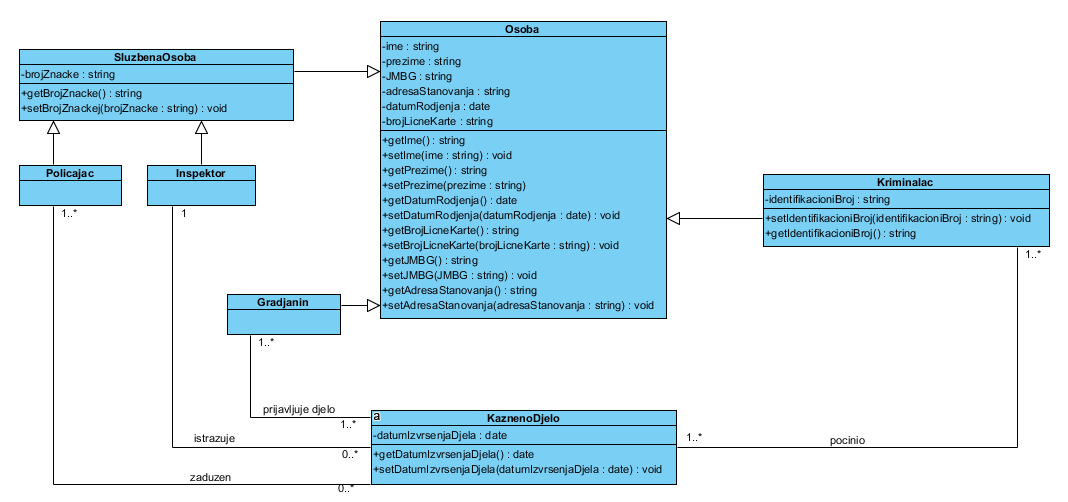 Osoba
-ime : string
-prezime : string
-JMBG : string
-adresaStanovanja : string
-datumRodjenja : date
-brojLicneKarte : string
+getIme() : string
+setIme(ime : string) : void
+getPrezime() : string
+setPrezime(prezime : string)
+getDatumRodjenja() : date
+setDatumRodjenja(datumRodjenja : date) : void
+getBrojLicneKarte() : string
+setBrojLicneKarte(brojLicneKarte : string) : void
+getJMBG() : string
+setJMBG(JMBG : string) : void
+getAdresaStanovanja() : string
+setAdresaStanovanja(adresaStanovanja : string) : void
SluzbenaOsoba
-brojZnacke : string
+getBrojZnacke() : string
+setBrojZnackej(brojZnacke : string) : void
Policajac
1..*
Inspektor
1
Kriminalac
-identifikacioniBroj : string
+setIdentifikacioniBroj(identifikacioniBroj : string) : void
+getIdentifikacioniBroj() : string
1..*
Gradjanin
1..*
prijavljuje djelo
1..*
istrazuje
0..*
zaduzen
0..*
a
KaznenoDjelo
-datumIzvrsenjaDjela : date
+getDatumIzvrsenjaDjela() : date
+setDatumIzvrsenjaDjela(datumIzvrsenjaDjela : date) : void
1..*
pocinio